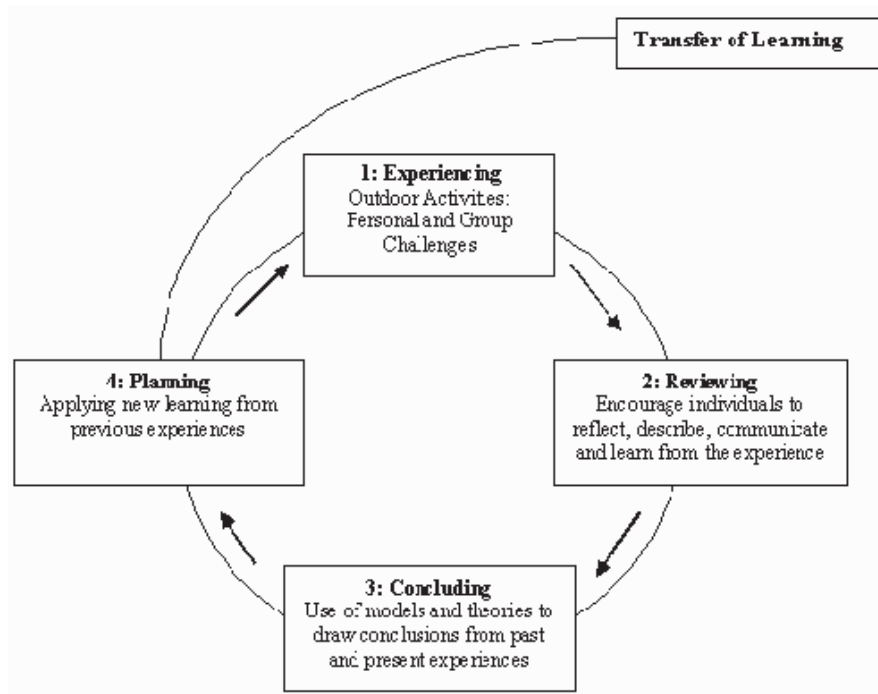 Transfer of Learning
1: Experiencing
Outdoor Activites:
Personal and Group
Challenges
4: Planning
Applying new learning from
previous experiences
2: Reviewing
Encourage individuals to
reflect, describe, communicate
and learn from the experience
3: Concluding
Use of models and theories to
draw conclusions from past
and present experiences